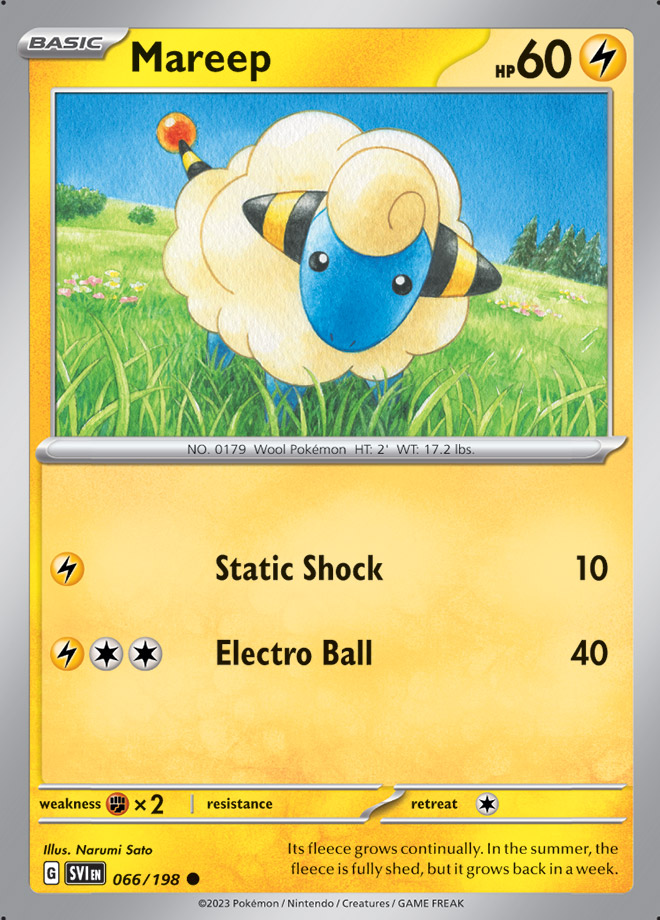 BASIC
Mareep
HP 60
NO. 0179 Wool Pokémon HT: 2' WT: 17.2 lbs.
Static Shock 10
Electro Ball 40
weakness ×2 | resistance retreat
Illus. Narumi Sato
Its fleece grows continually. In the summer, the
fleece is fully shed, but it grows back in a week.
G SVI EN 066/198
©2023 Pokémon / Nintendo / Creatures / GAME FREAK